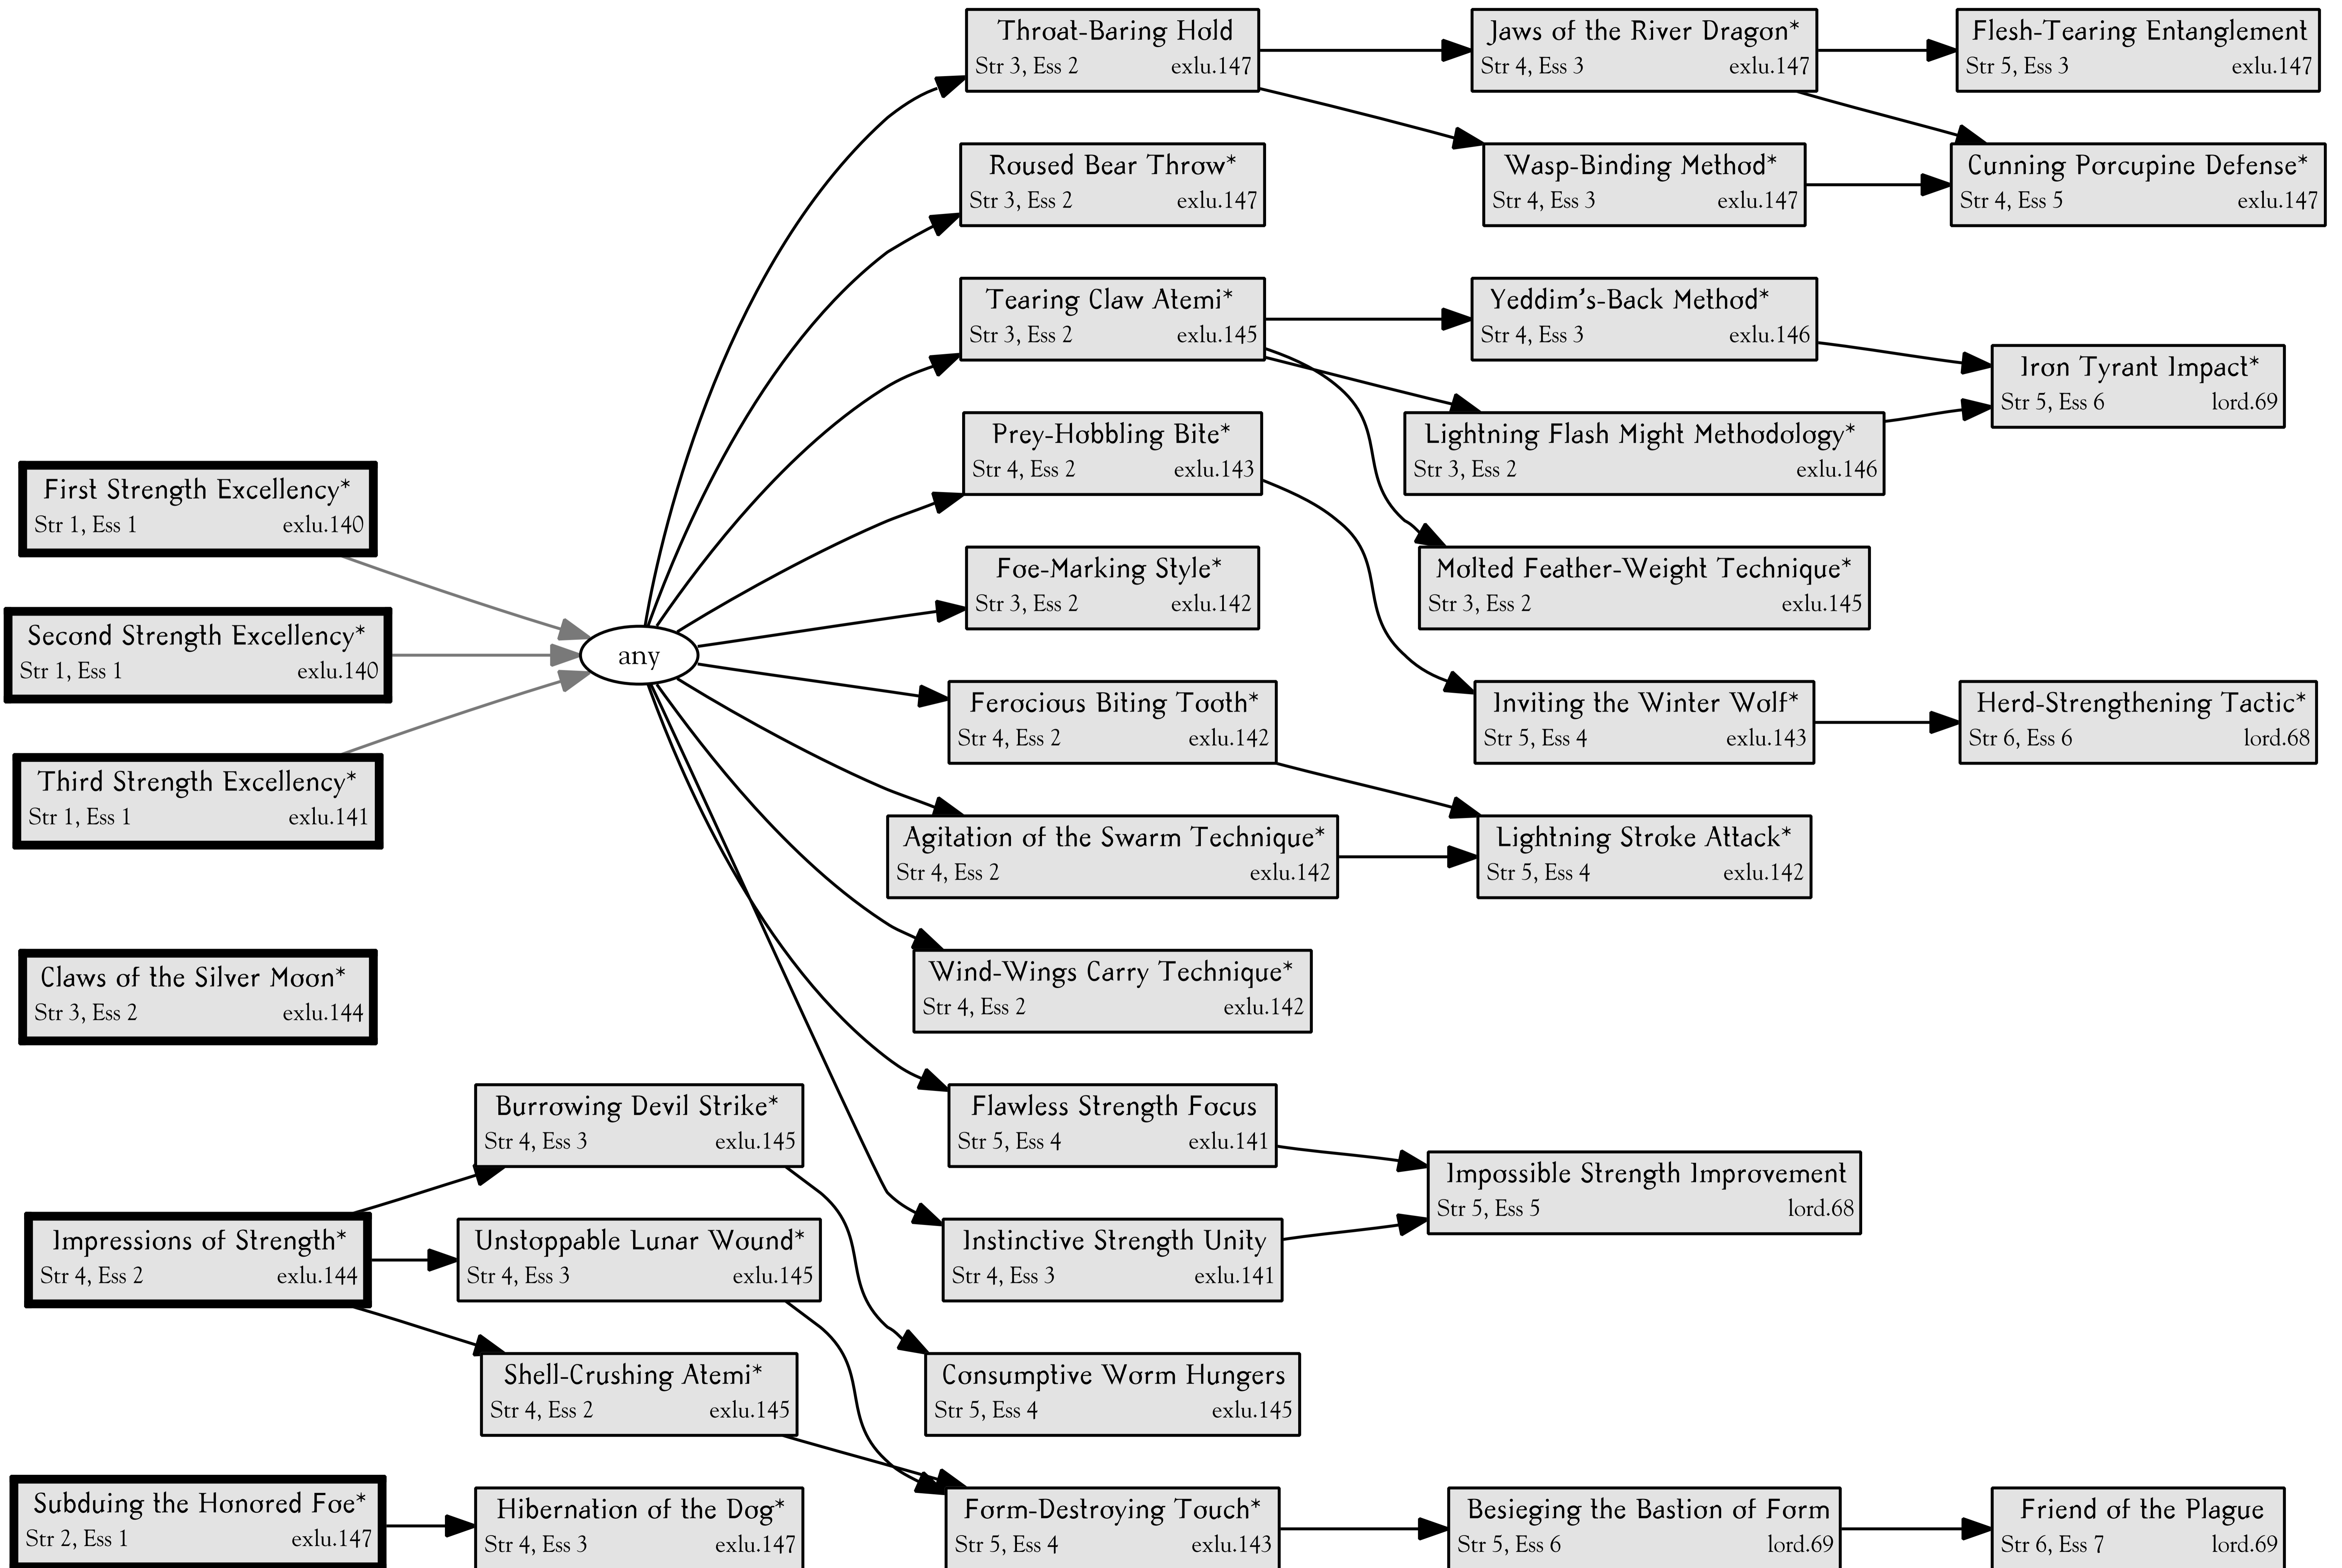 Throat-Baring Hold
Str 3, Ess 2 exlu.147
Jaws of the River Dragon*
Str 4, Ess 3 exlu.147
Flesh-Tearing Entanglement
Str 5, Ess 3 exlu.147
Roused Bear Throw*
Str 3, Ess 2 exlu.147
Wasp-Binding Method*
Str 4, Ess 3 exlu.147
Cunning Porcupine Defense*
Str 4, Ess 5 exlu.147
Tearing Claw Atemi*
Str 3, Ess 2 exlu.145
Yeddim's-Back Method*
Str 4, Ess 3 exlu.146
Iron Tyrant Impact*
Str 5, Ess 6 lord.69
Prey-Hobbling Bite*
Str 4, Ess 2 exlu.143
Lightning Flash Might Methodology*
Str 3, Ess 2 exlu.146
First Strength Excellency*
Str 1, Ess 1 exlu.140
Foe-Marking Style*
Str 3, Ess 2 exlu.142
Molted Feather-Weight Technique*
Str 3, Ess 2 exlu.145
Second Strength Excellency*
Str 1, Ess 1 exlu.140
any
Ferocious Biting Tooth*
Str 4, Ess 2 exlu.142
Inviting the Winter Wolf*
Str 5, Ess 4 exlu.143
Herd-Strengthening Tactic*
Str 6, Ess 6 lord.68
Third Strength Excellency*
Str 1, Ess 1 exlu.141
Agitation of the Swarm Technique*
Str 4, Ess 2 exlu.142
Lightning Stroke Attack*
Str 5, Ess 4 exlu.142
Claws of the Silver Moon*
Str 3, Ess 2 exlu.144
Wind-Wings Carry Technique*
Str 4, Ess 2 exlu.142
Burrowing Devil Strike*
Str 4, Ess 3 exlu.145
Flawless Strength Focus
Str 5, Ess 4 exlu.141
Impossible Strength Improvement
Str 5, Ess 5 lord.68
Impressions of Strength*
Str 4, Ess 2 exlu.144
Unstoppable Lunar Wound*
Str 4, Ess 3 exlu.145
Instinctive Strength Unity
Str 4, Ess 3 exlu.141
Shell-Crushing Atemi*
Str 4, Ess 2 exlu.145
Consumptive Worm Hungers
Str 5, Ess 4 exlu.145
Subduing the Honored Foe*
Str 2, Ess 1 exlu.147
Hibernation of the Dog*
Str 4, Ess 3 exlu.147
Form-Destroying Touch*
Str 5, Ess 4 exlu.143
Besieging the Bastion of Form
Str 5, Ess 6 lord.69
Friend of the Plague
Str 6, Ess 7 lord.69